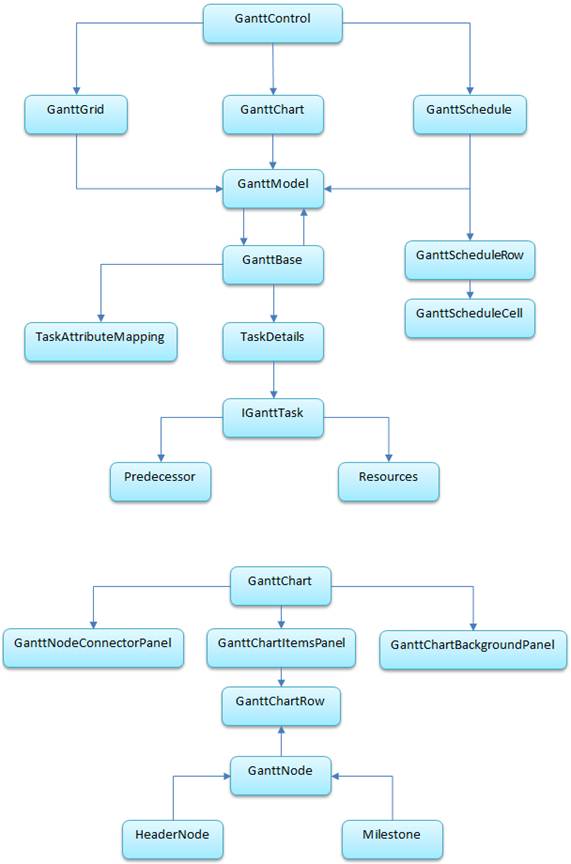 GanttControl
GanttGrid
GanttChart
GanttSchedule
GanttModel
GanttBase
GanttScheduleRow
GanttScheduleCell
TaskAttributeMapping
TaskDetails
IGanttTask
Predecessor
Resources
GanttChart
GanttNodeConnectorPanel
GanttChartItemsPanel
GanttChartBackgroundPanel
GanttChartRow
GanttNode
HeaderNode
Milestone